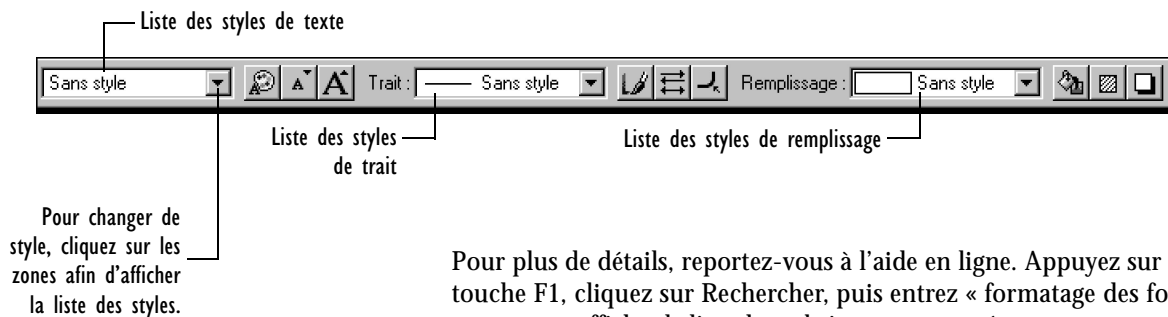 Liste des styles de texte
Sans style Trait : Sans style Remplissage : Sans style
Liste des styles
de trait
Liste des styles de remplissage
Pour changer de
style, cliquez sur les
zones afin d'afficher
la liste des styles.
Pour plus de détails, reportez-vous à l'aide en ligne. Appuyez sur
touche F1, cliquez sur Rechercher, puis entrez « formatage des